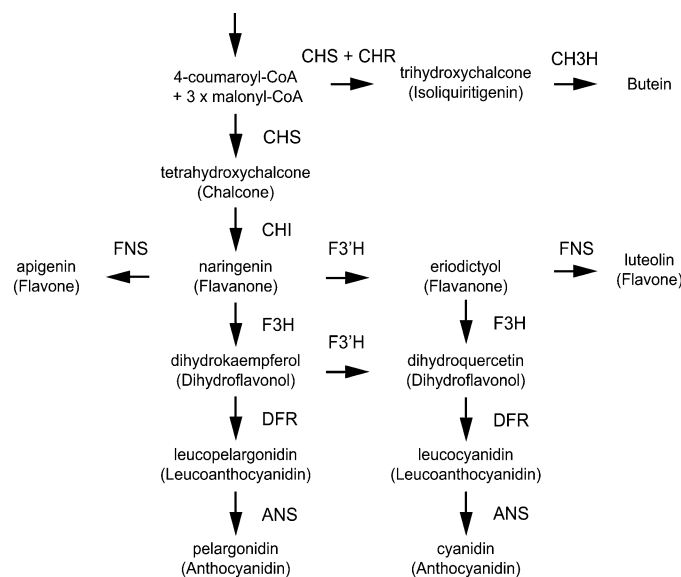 CHS + CHR
CH3H
4-coumaroyl-CoA
+ 3 x malonyl-CoA
trihydroxychalcone
(Isoliquiritigenin)
Butein
CHS
tetrahydroxychalcone
(Chalcone)
CHI
FNS
F3'H
FNS
apigenin
(Flavone)
naringenin
(Flavanone)
eriodictyol
(Flavanone)
luteolin
(Flavone)
F3H
F3H
F3'H
dihydrokaempferol
(Dihydroflavonol)
dihydroquercetin
(Dihydroflavonol)
DFR
DFR
leucopelargonidin
(Leucoanthocyanidin)
leucocyanidin
(Leucoanthocyanidin)
ANS
ANS
pelargonidin
(Anthocyanidin)
cyanidin
(Anthocyanidin)